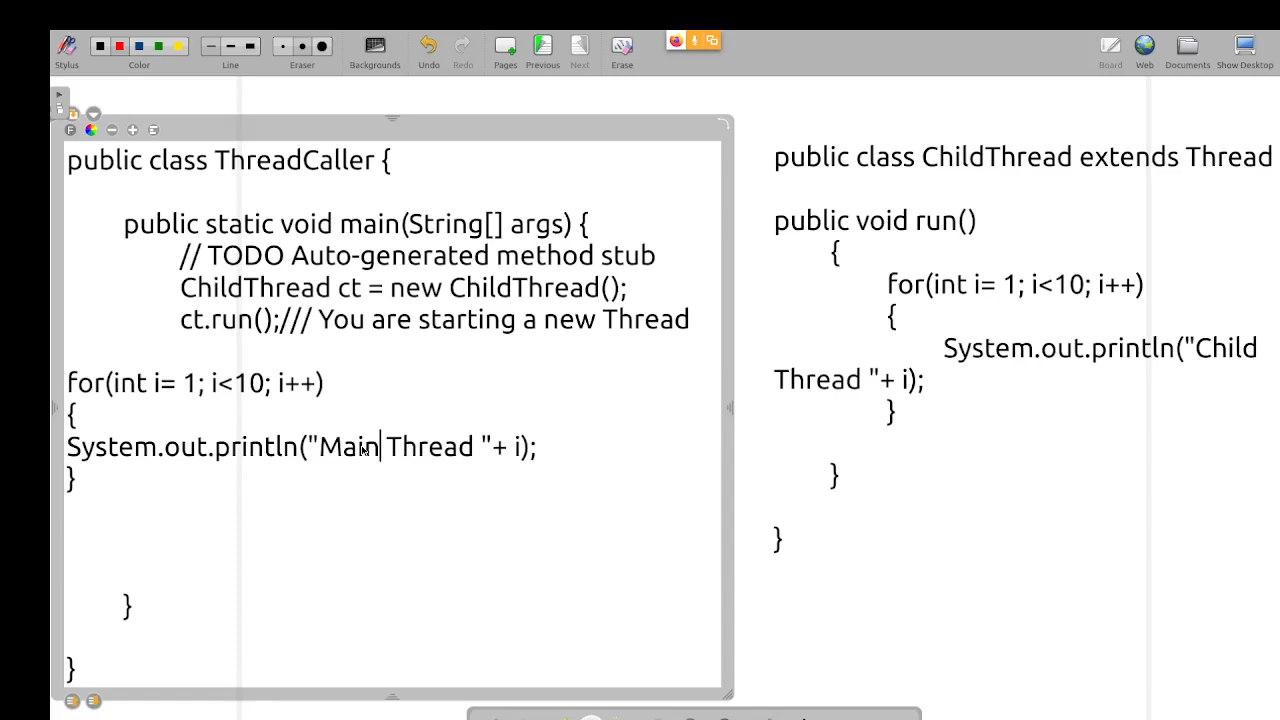 Stylus
Color
Line
Eraser
Backgrounds
Undo
Redo
Pages
Previous
Next
Erase
Board
Web
Documents
Show Desktop
public class ThreadCaller {
public static void main(String[] args) {
// TODO Auto-generated method stub
ChildThread ct = new ChildThread();
ct.run();/// You are starting a new Thread
for(int i= 1; i<10; i++)
{
System.out.println("Main Thread "+ i);
}
}
}
public class ChildThread extends Thread
public void run()
{
for(int i= 1; i<10; i++)
{
System.out.println("Child
Thread "+ i);
}
}
}